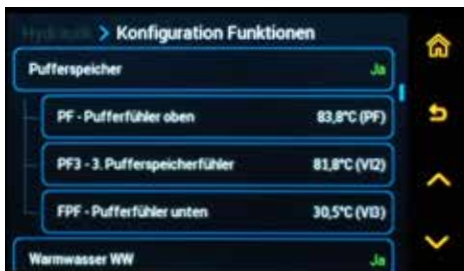 Hydraulik > Konfiguration Funktionen
Pufferspeicher Ja
PF - Pufferfühler oben 83,8°C (PF)
PF3 - 3. Pufferspeicherfühler 81,8°C (VI2)
FPF - Pufferfühler unten 30,5°C (VI3)
Warmwasser WW Ja